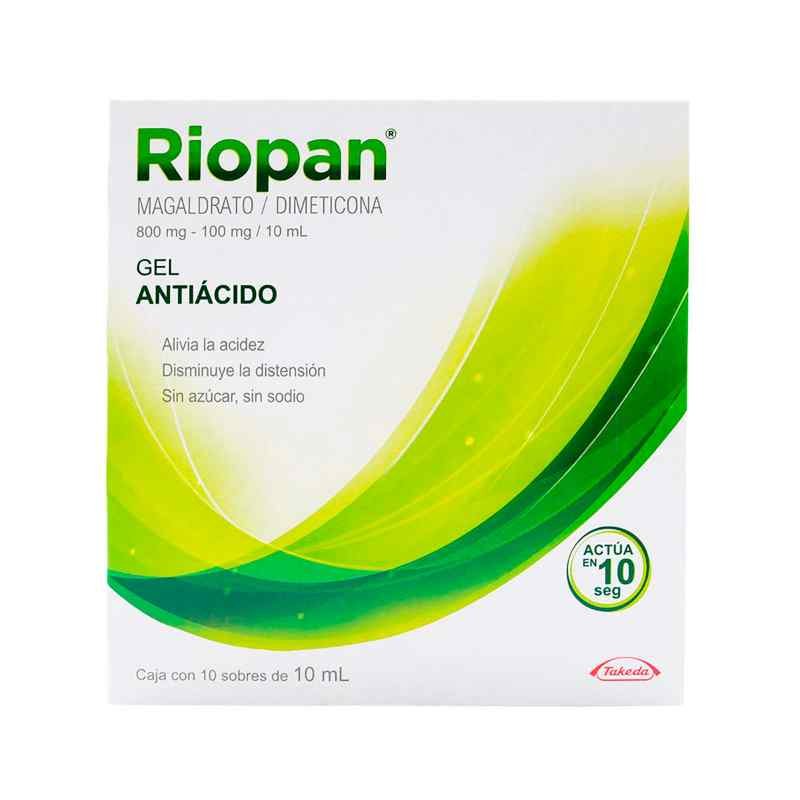 Riopan®
MAGALDRATO / DIMETICONA
800 mg - 100 mg / 10 mL
GEL
ANTIÁCIDO
Alivia la acidez
Disminuye la distensión
Sin azúcar, sin sodio
ACTÚA
EN 10
seg
Caja con 10 sobres de 10 mL
Takeda